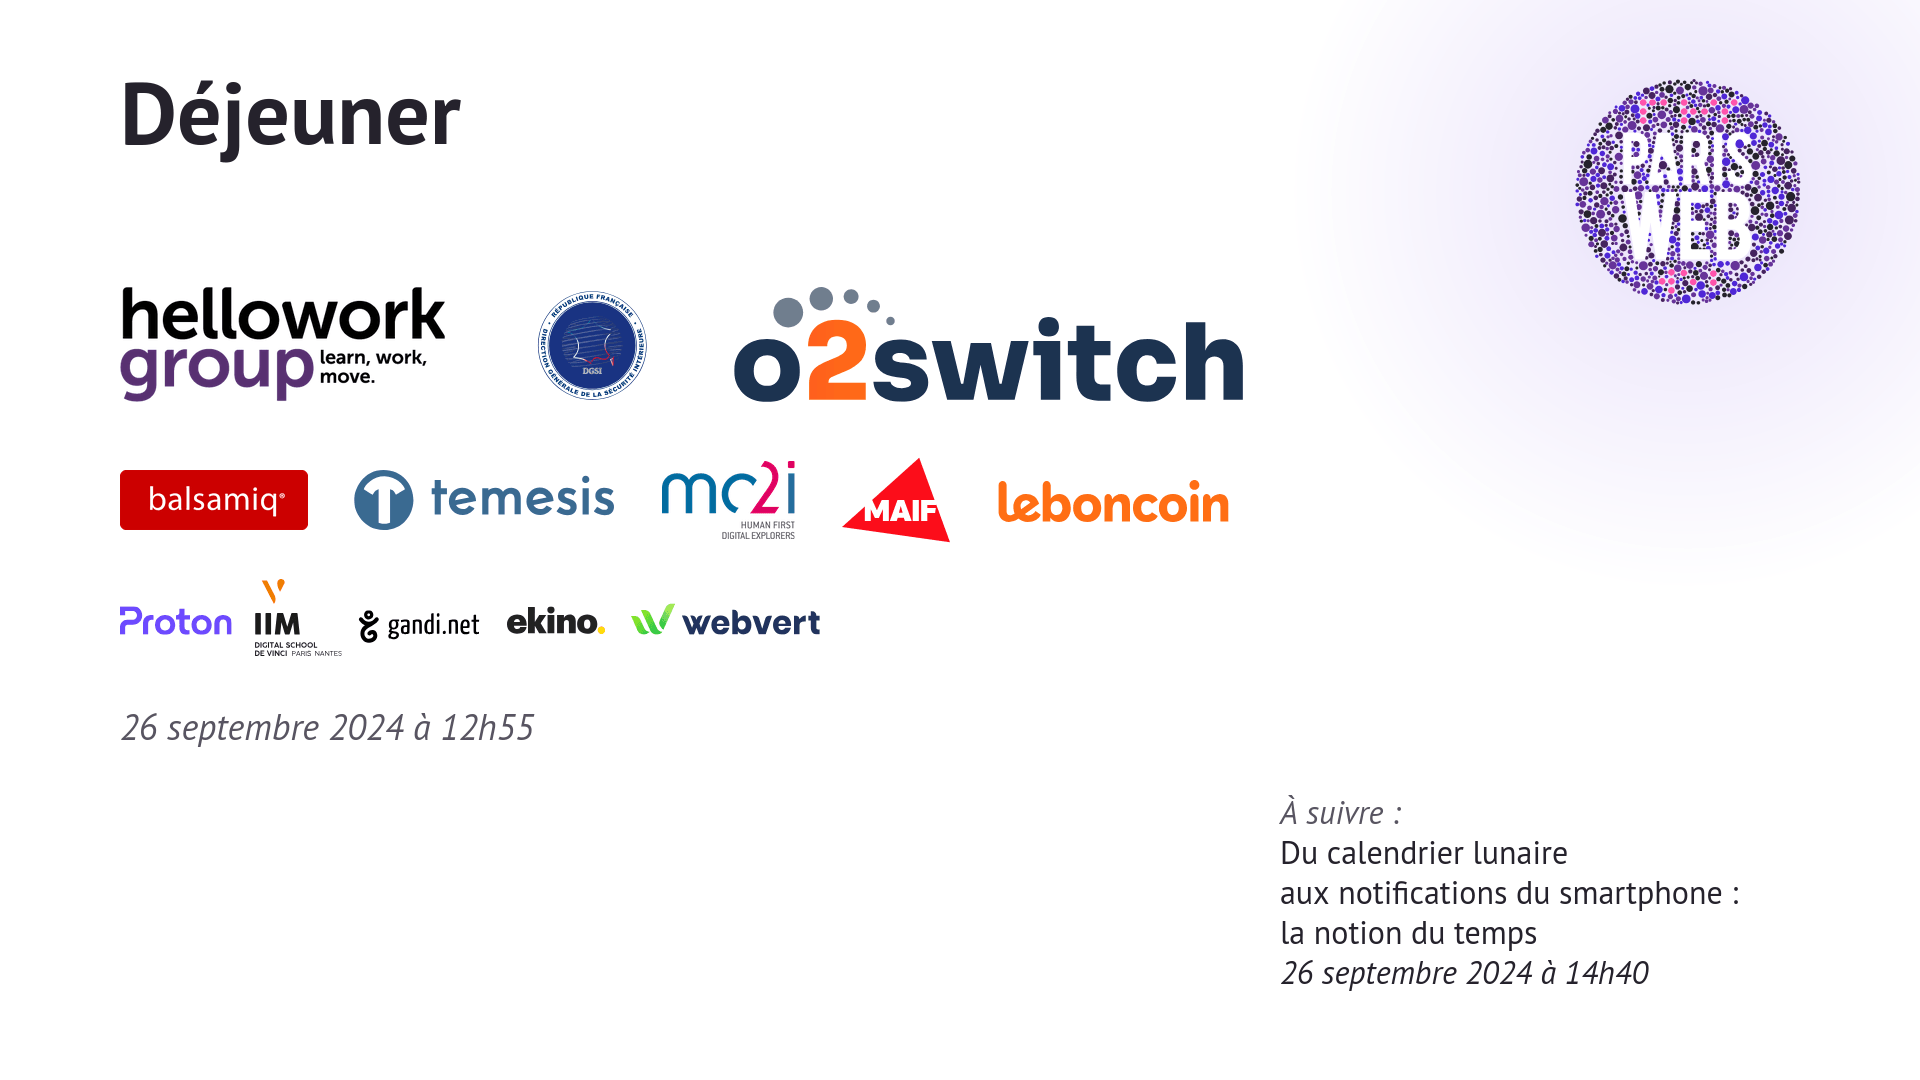 Déjeuner
PARIS
WEB
hellowork
group learn, work,
move.
RÉPUBLIQUE FRANÇAISE
DIRECTION GÉNÉRALE DE LA SÉCURITÉ INTÉRIEURE
DGSI
o2switch
balsamiq®
temesis
mc2i
HUMAN FIRST
DIGITAL EXPLORERS
MAIF
leboncoin
Proton
IIM
DIGITAL SCHOOL
DE VINCI PARIS NANTES
gandi.net
ekino.
webvert
26 septembre 2024 à 12h55
À suivre :
Du calendrier lunaire
aux notifications du smartphone :
la notion du temps
26 septembre 2024 à 14h40